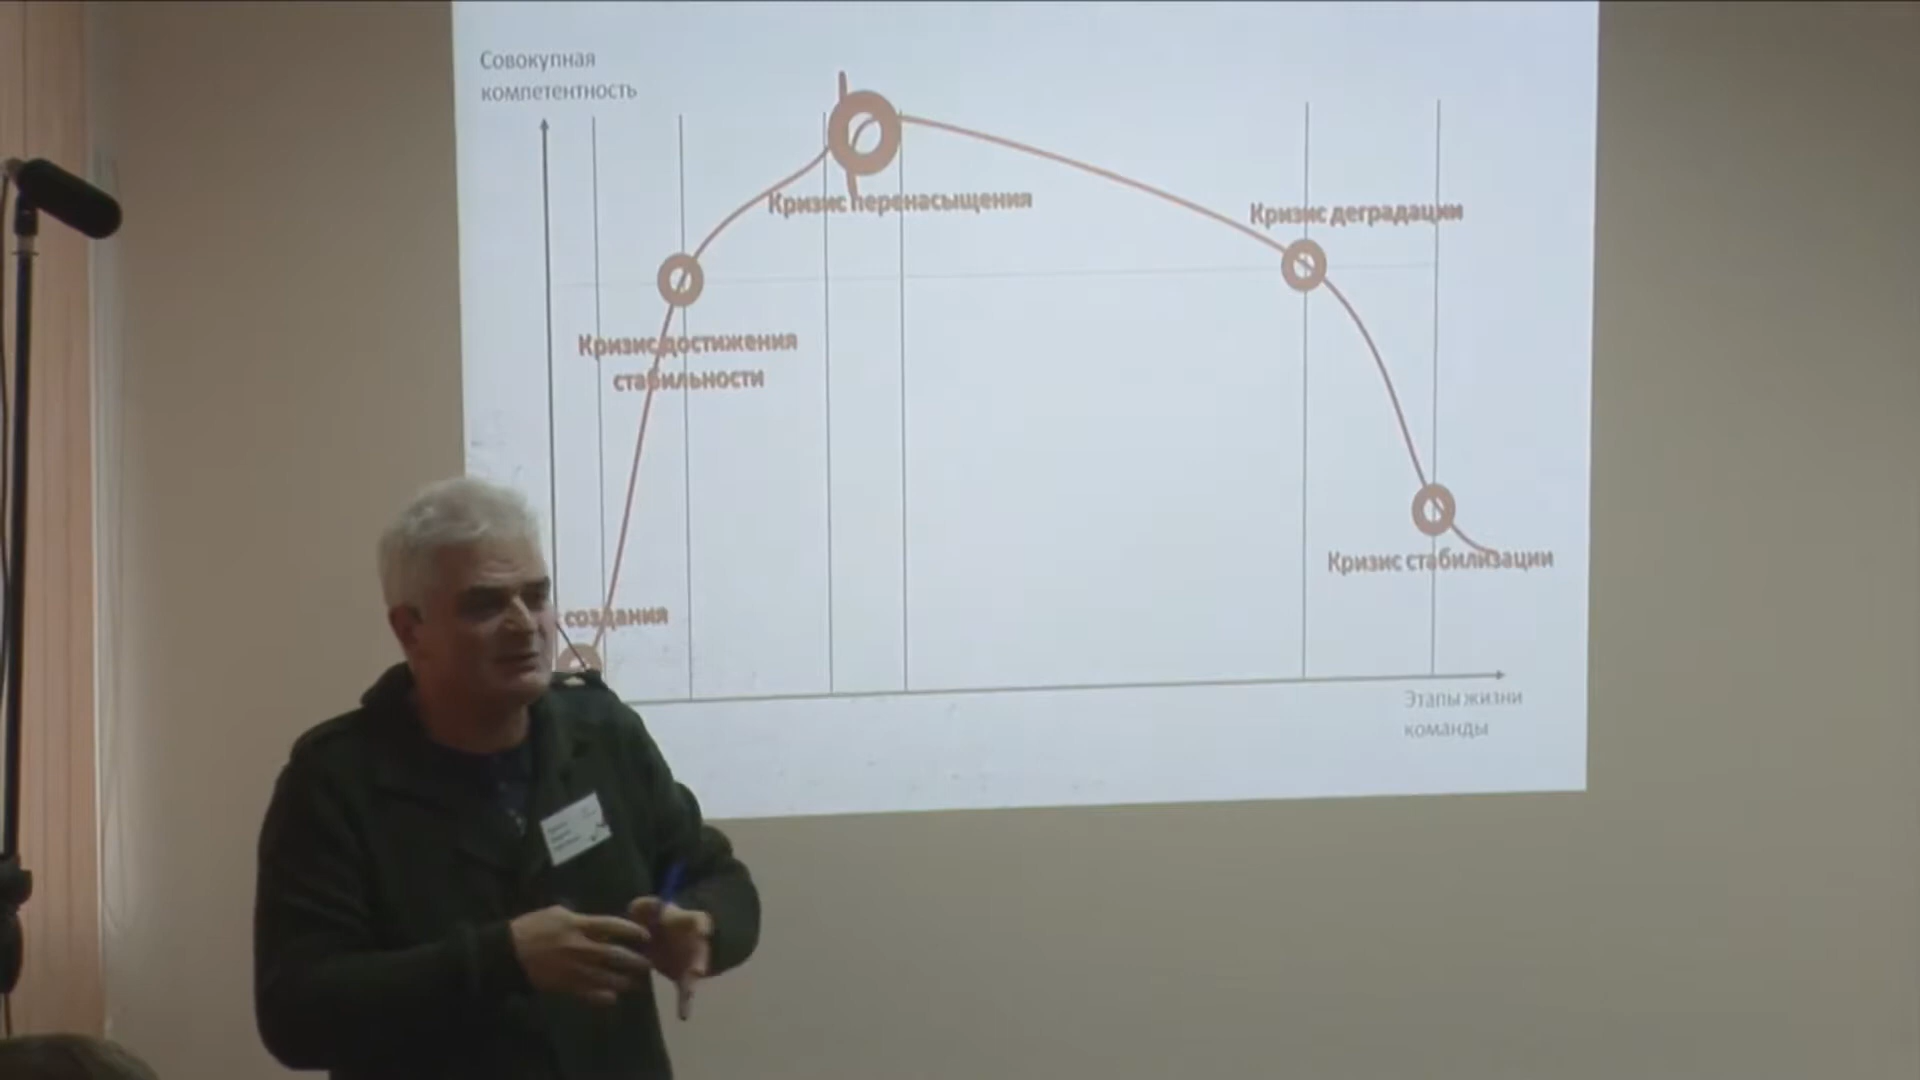 Совокупная
компетентность
Кризис перенасыщения
Кризис деградации
Кризис достижения
стабильности
Кризис стабилизации
создания
Этапы жизни
команды